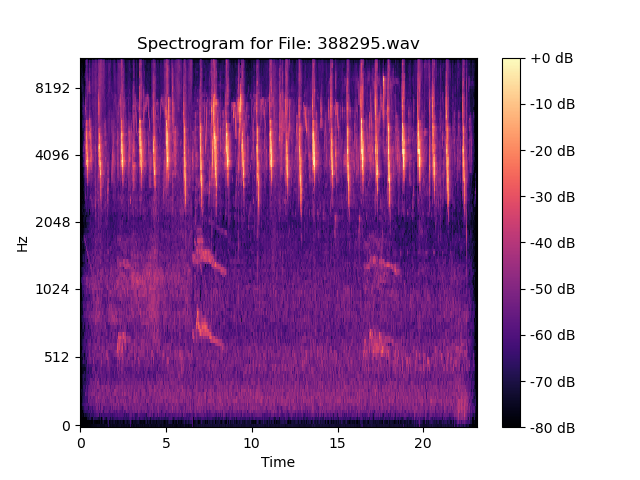 Spectrogram for File: 388295.wav
8192
4096
2048
1024
512
0
Hz
0 5 10 15 20
Time
+0 dB
-10 dB
-20 dB
-30 dB
-40 dB
-50 dB
-60 dB
-70 dB
-80 dB